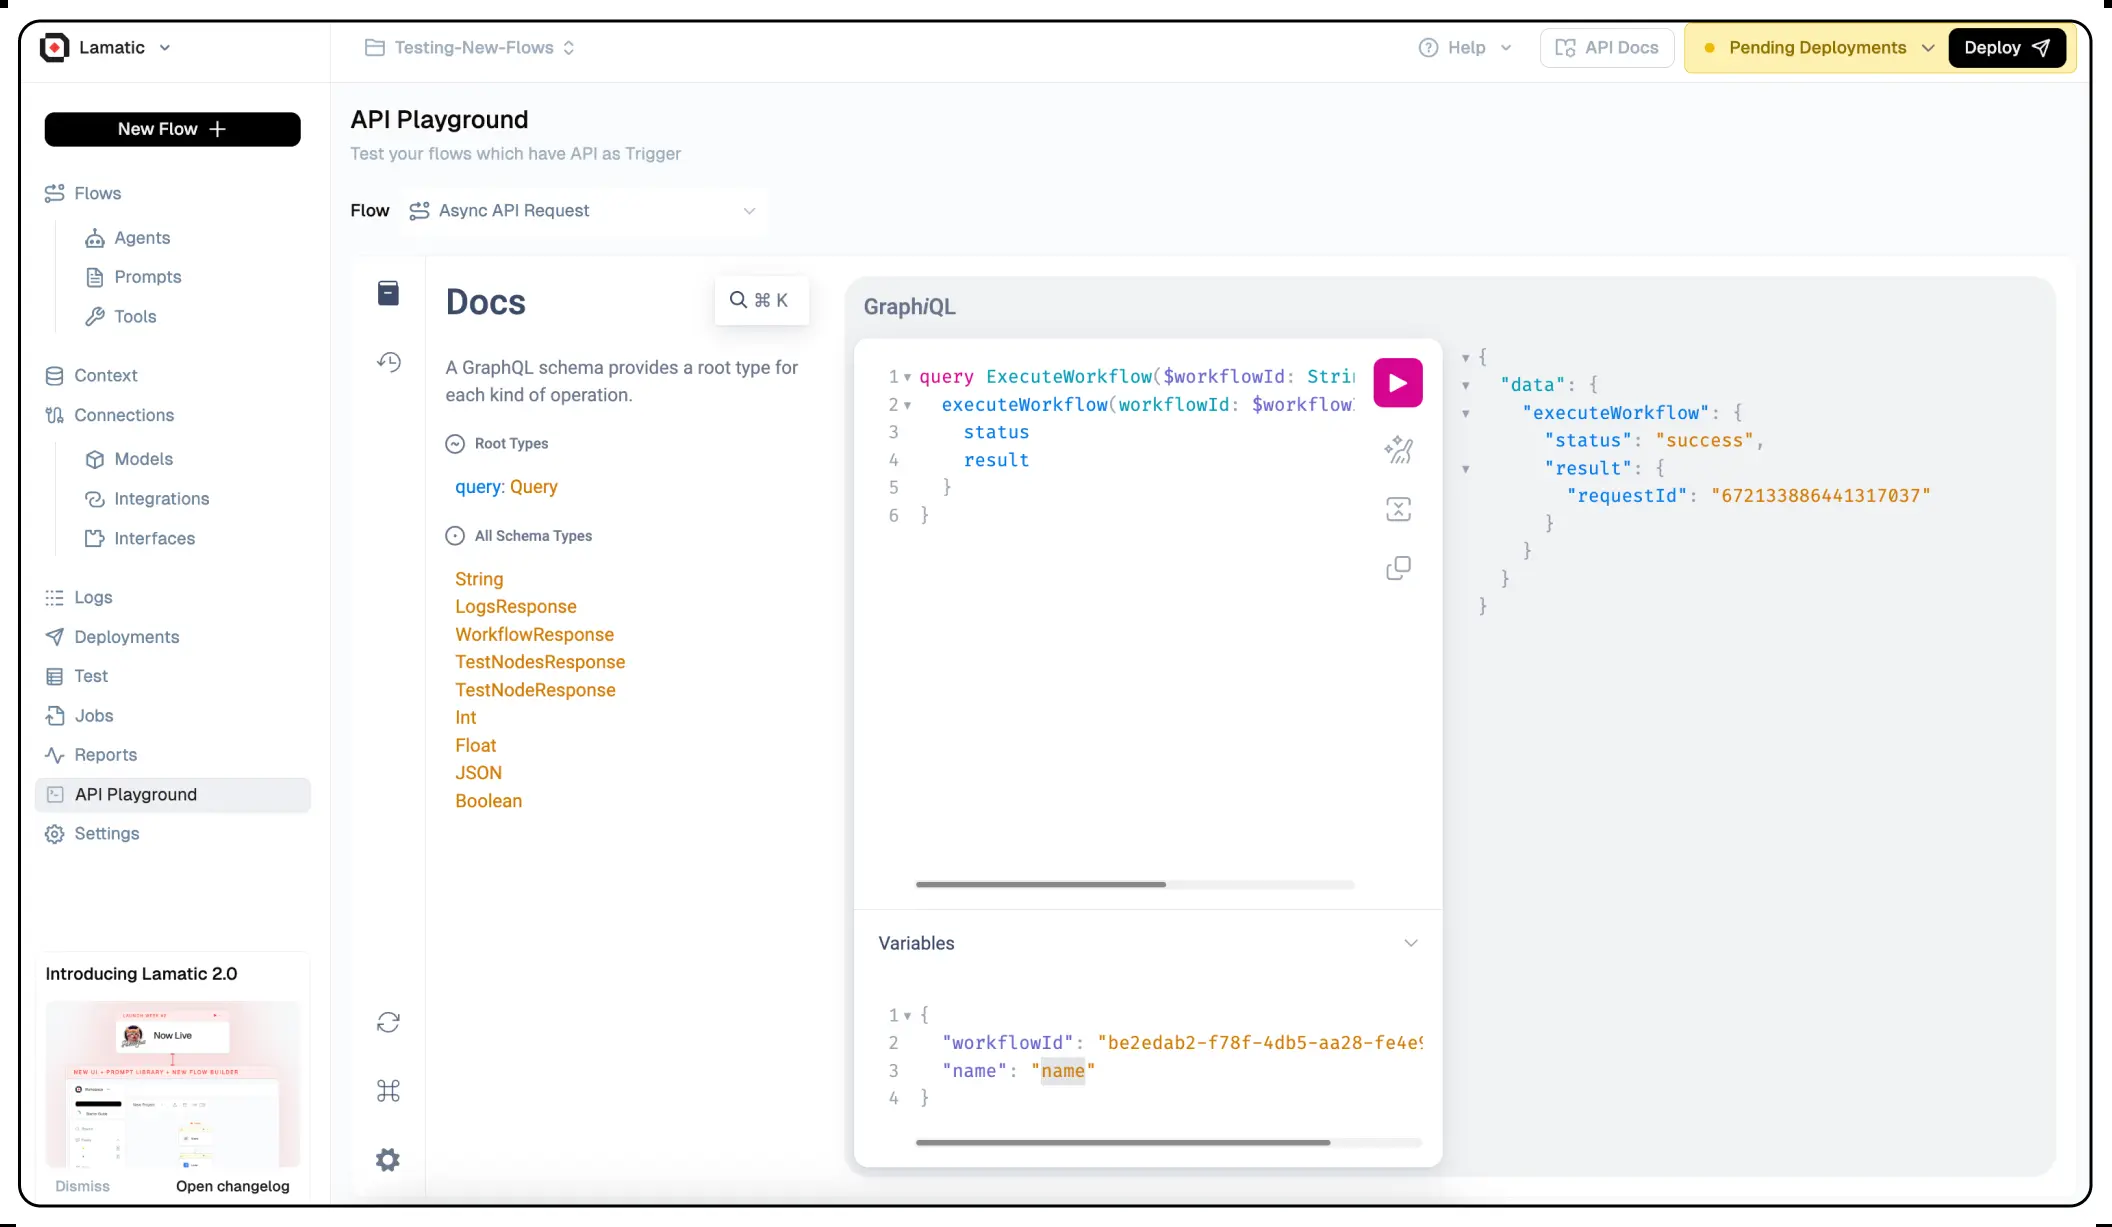 Lamatic
Testing-New-Flows
Help
API Docs
Pending Deployments
Deploy
New Flow
Flows
Agents
Prompts
Tools
Context
Connections
Models
Integrations
Interfaces
Logs
Deployments
Test
Jobs
Reports
API Playground
Settings
Introducing Lamatic 2.0
Now Live
NEW UI + PROMPT LIBRARY + NEW FLOW BUILDER
Dismiss
Open changelog
API Playground
Test your flows which have API as Trigger
Flow
Async API Request
Docs
⌘ K
A GraphQL schema provides a root type for
each kind of operation.
Root Types
query: Query
All Schema Types
String
LogsResponse
WorkflowResponse
TestNodesResponse
TestNodeResponse
Int
Float
JSON
Boolean
GraphiQL
1 query ExecuteWorkflow($workflowId: Strin
2 executeWorkflow(workflowId: $workflow
3 status
4 result
5 }
6 }
Variables
1 {
2 "workflowId": "be2edab2-f78f-4db5-aa28-fe4e9
3 "name": "name"
4 }
{
"data": {
"executeWorkflow": {
"status": "success",
"result": {
"requestId": "672133886441317037"
}
}
}
}